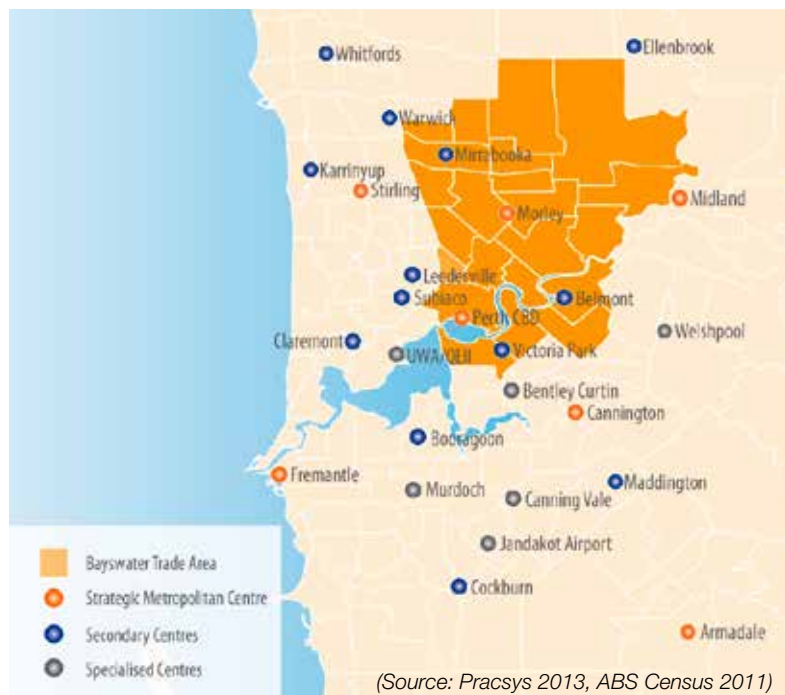 Whitfords
Ellenbrook
Warwick
Mirrabooka
Karrinyup
Stirling
Midland
Morley
Leederville
Subiaco
Belmont
Perth CBD
Welshpool
Claremont
UWA/QEII
Victoria Park
Bentley Curtin
Cannington
Booragoon
Fremantle
Murdoch
Maddington
Canning Vale
Jandakot Airport
Cockburn
Armadale
Bayswater Trade Area
Strategic Metropolitan Centre
Secondary Centres
Specialised Centres
(Source: Pracsys 2013, ABS Census 2011)